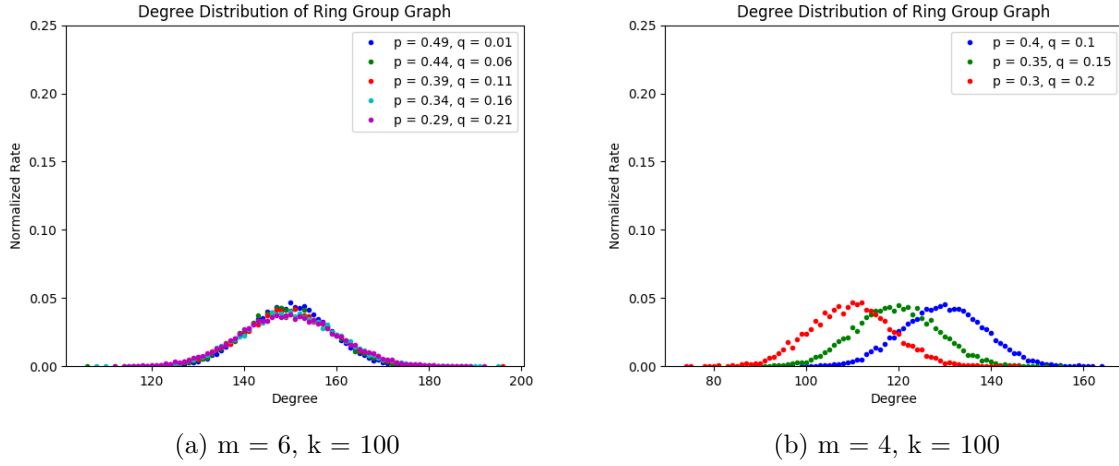 Degree Distribution of Ring Group Graph
0.25
0.20
0.15
0.10
0.05
0.00
Normalized Rate
p = 0.49, q = 0.01
p = 0.44, q = 0.06
p = 0.39, q = 0.11
p = 0.34, q = 0.16
p = 0.29, q = 0.21
120 140 160 180 200
Degree
(a) m = 6, k = 100
Degree Distribution of Ring Group Graph
0.25
0.20
0.15
0.10
0.05
0.00
Normalized Rate
p = 0.4, q = 0.1
p = 0.35, q = 0.15
p = 0.3, q = 0.2
80 100 120 140 160
Degree
(b) m = 4, k = 100